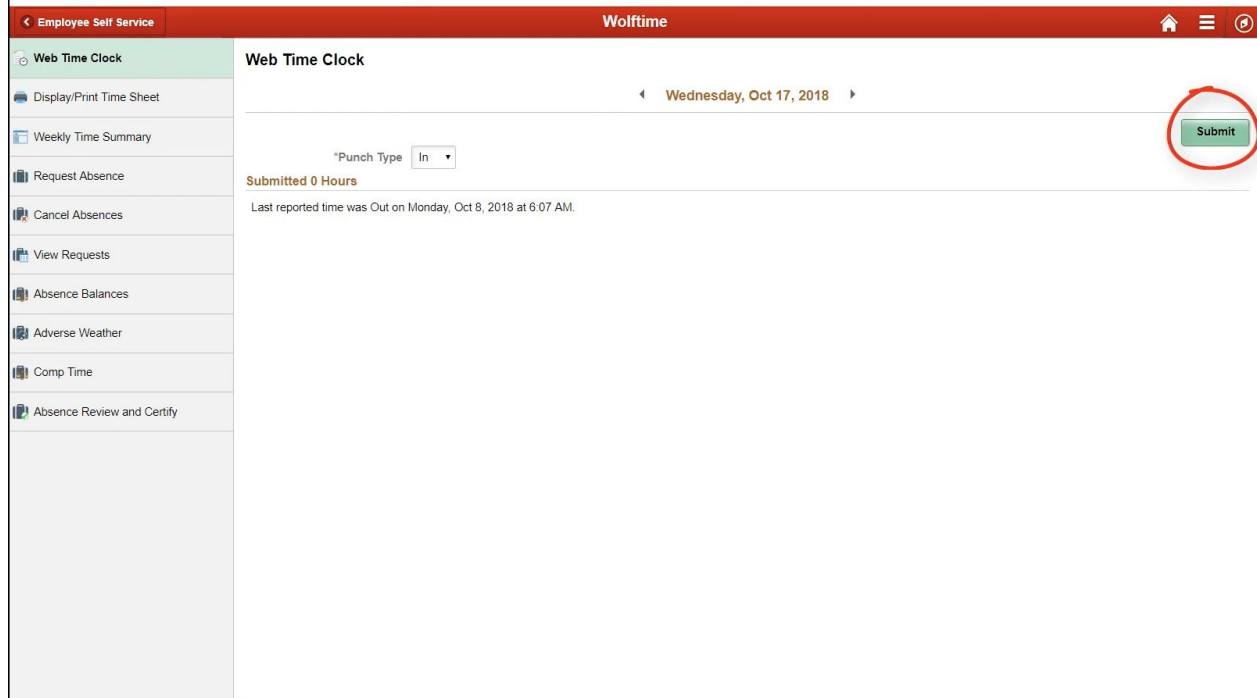 Employee Self Service
Wolftime
Web Time Clock
Display/Print Time Sheet
Weekly Time Summary
Request Absence
Cancel Absences
View Requests
Absence Balances
Adverse Weather
Comp Time
Absence Review and Certify
Web Time Clock
Wednesday, Oct 17, 2018
Submit
*Punch Type In
Submitted 0 Hours
Last reported time was Out on Monday, Oct 8, 2018 at 6:07 AM.